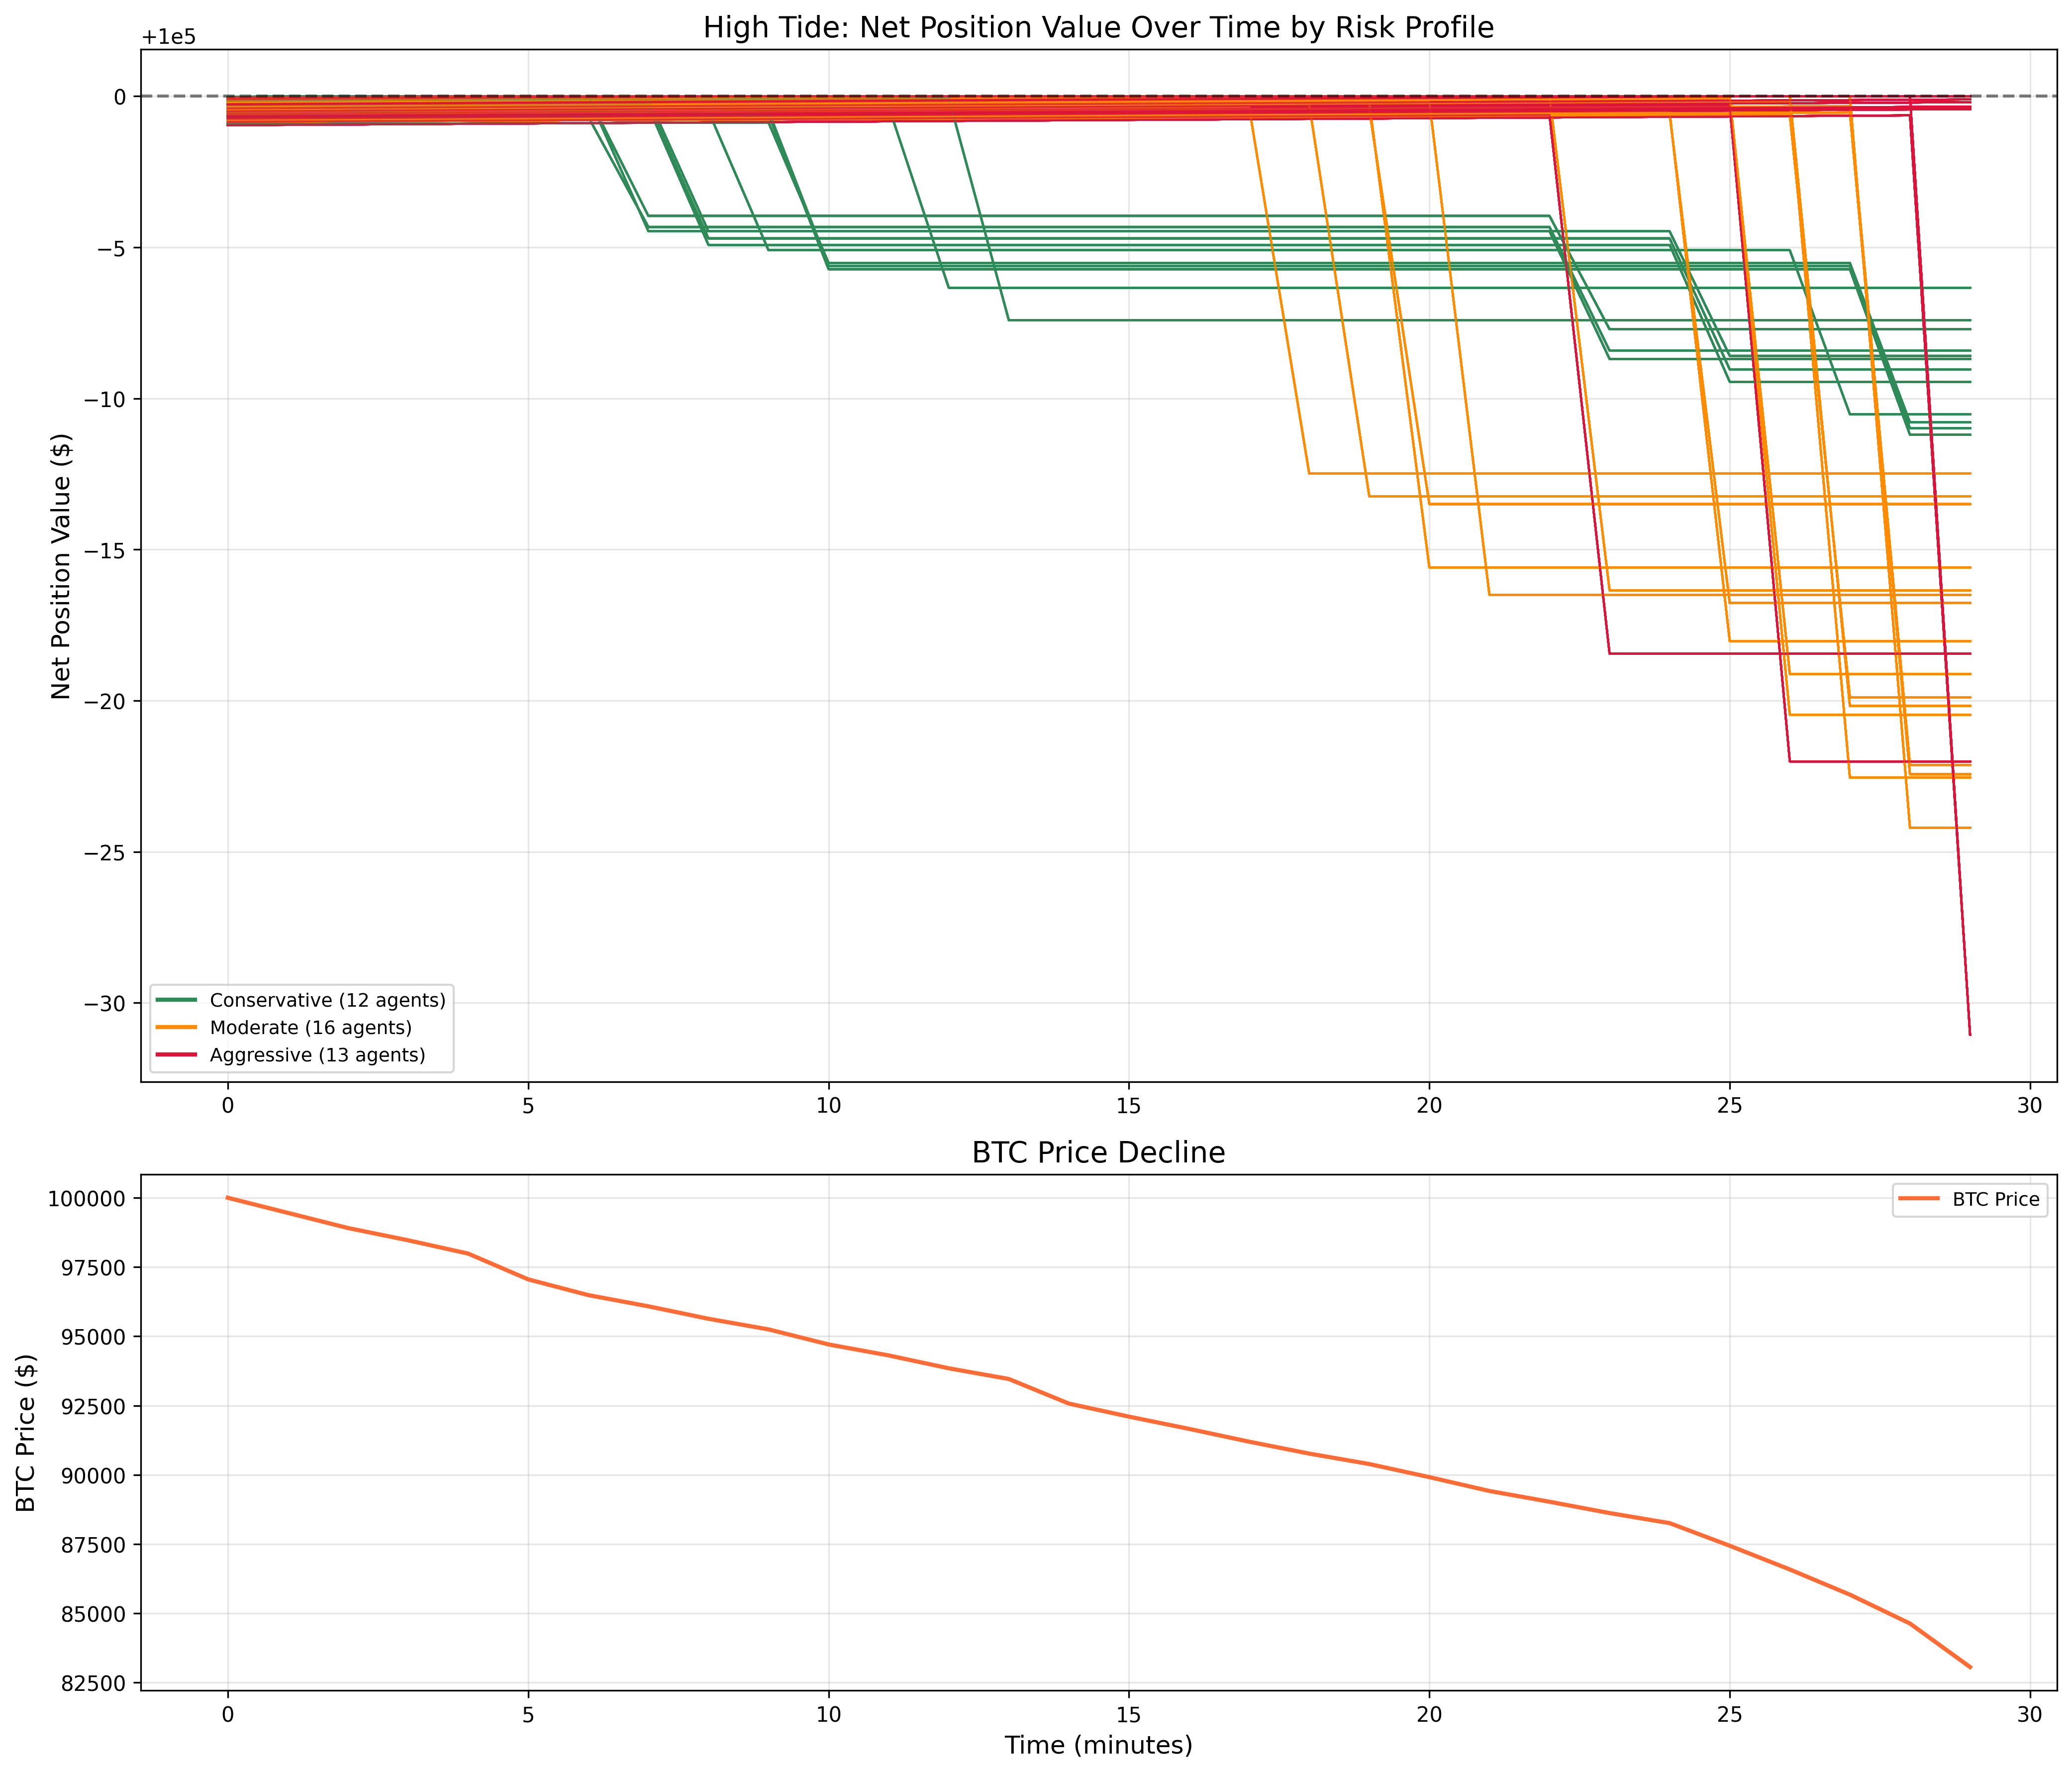 High Tide: Net Position Value Over Time by Risk Profile
+1e5
0
−5
−10
−15
−20
−25
−30
Net Position Value ($)
Conservative (12 agents)
Moderate (16 agents)
Aggressive (13 agents)
0 5 10 15 20 25 30
BTC Price Decline
100000
97500
95000
92500
90000
87500
85000
82500
BTC Price ($)
BTC Price
0 5 10 15 20 25 30
Time (minutes)